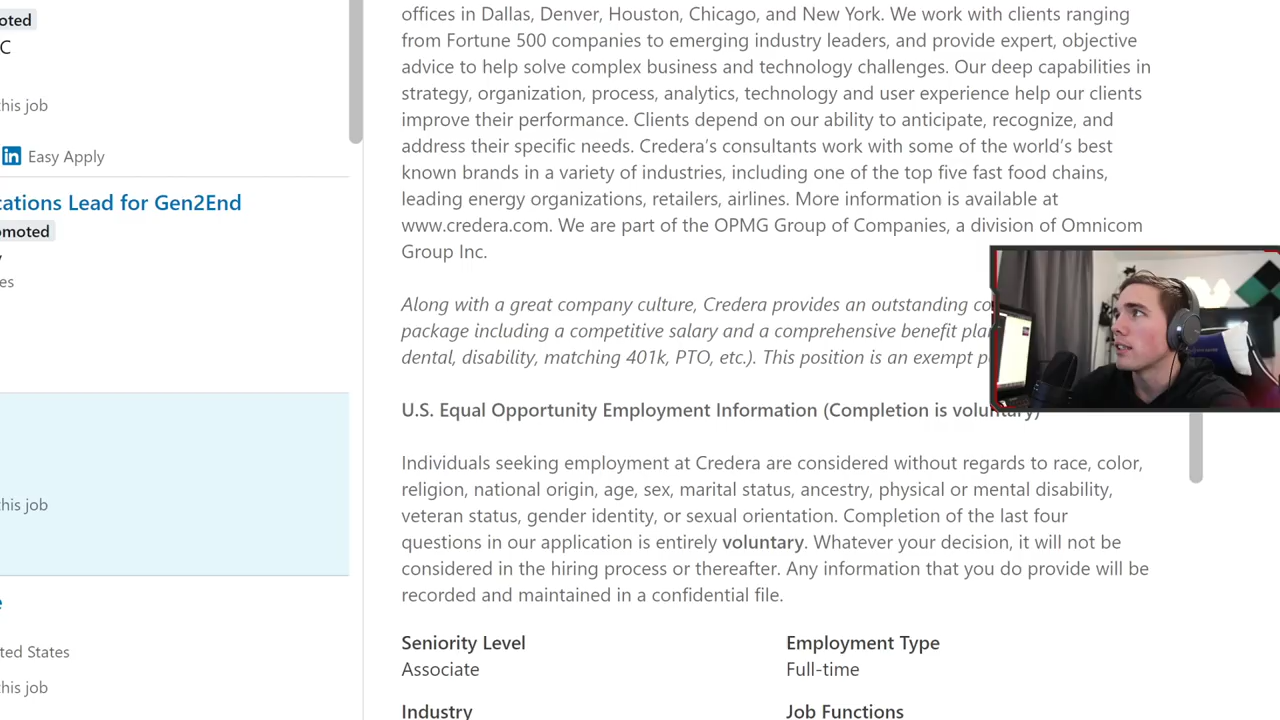 oted
C
his job
in Easy Apply
cations Lead for Gen2End
omoted
es
his job
e
ted States
his job
offices in Dallas, Denver, Houston, Chicago, and New York. We work with clients ranging
from Fortune 500 companies to emerging industry leaders, and provide expert, objective
advice to help solve complex business and technology challenges. Our deep capabilities in
strategy, organization, process, analytics, technology and user experience help our clients
improve their performance. Clients depend on our ability to anticipate, recognize, and
address their specific needs. Credera’s consultants work with some of the world’s best
known brands in a variety of industries, including one of the top five fast food chains,
leading energy organizations, retailers, airlines. More information is available at
www.credera.com. We are part of the OPMG Group of Companies, a division of Omnicom
Group Inc.
Along with a great company culture, Credera provides an outstanding co
package including a competitive salary and a comprehensive benefit plan
dental, disability, matching 401k, PTO, etc.). This position is an exempt p
U.S. Equal Opportunity Employment Information (Completion is voluntary)
Individuals seeking employment at Credera are considered without regards to race, color,
religion, national origin, age, sex, marital status, ancestry, physical or mental disability,
veteran status, gender identity, or sexual orientation. Completion of the last four
questions in our application is entirely voluntary. Whatever your decision, it will not be
considered in the hiring process or thereafter. Any information that you do provide will be
recorded and maintained in a confidential file.
Seniority Level
Associate
Employment Type
Full-time
Industry
Job Functions